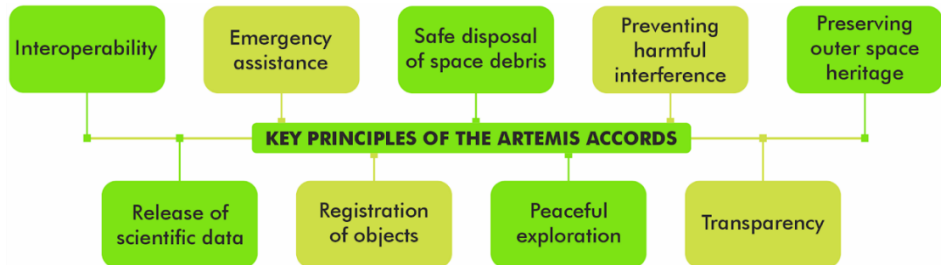 Interoperability
Emergency
assistance
Safe disposal
of space debris
Preventing
harmful
interference
Preserving
outer space
heritage
KEY PRINCIPLES OF THE ARTEMIS ACCORDS
Release of
scientific data
Registration
of objects
Peaceful
exploration
Transparency